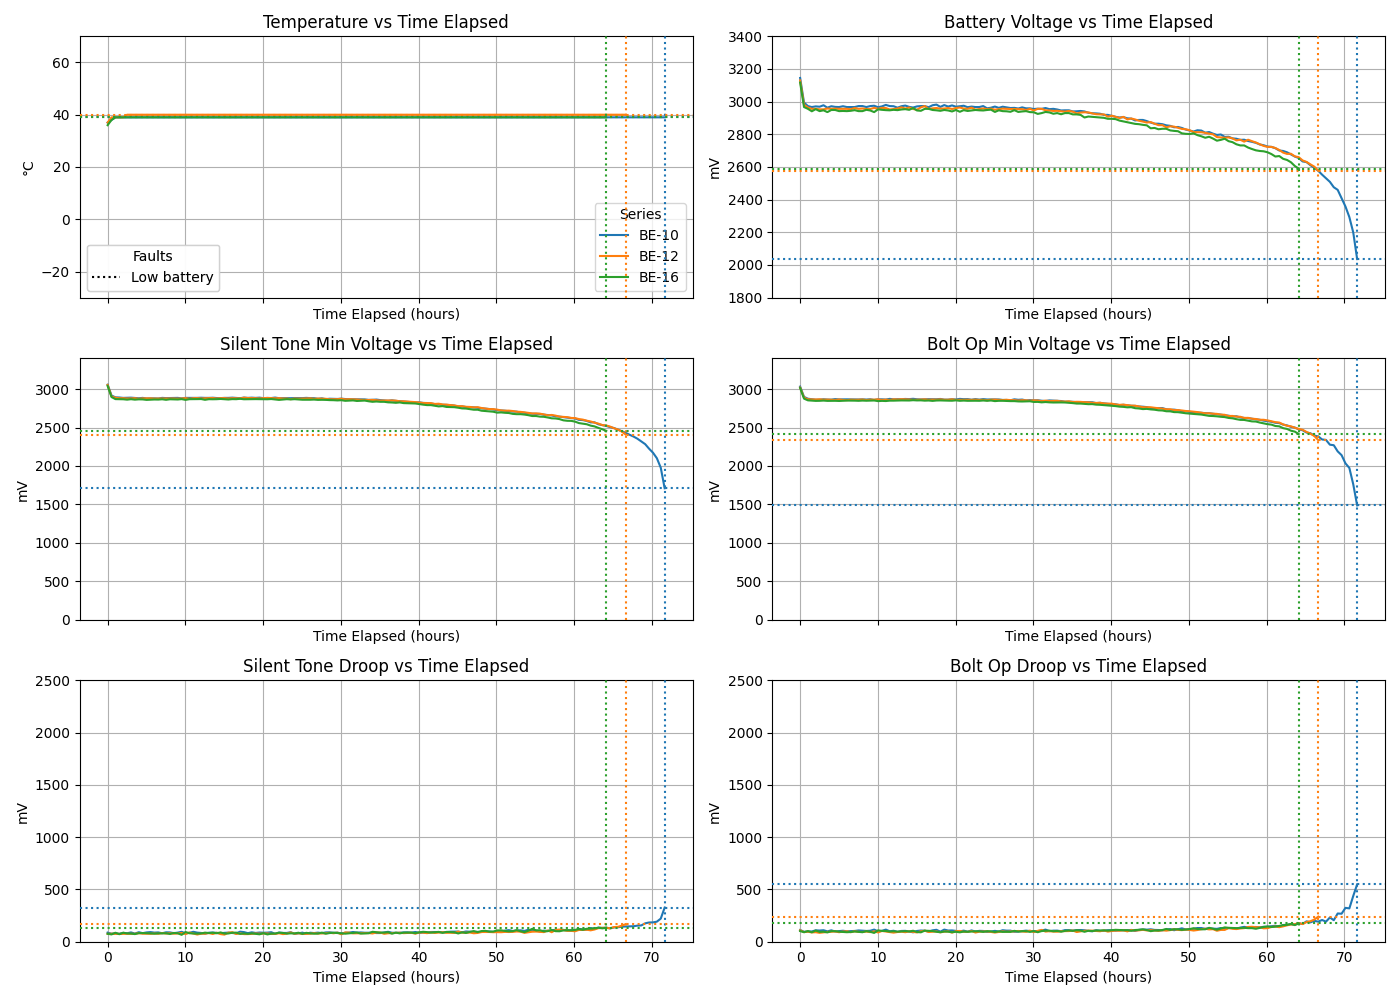 Temperature vs Time Elapsed
60
40
20
0
−20
°C
Faults
Low battery
Series
BE-10
BE-12
BE-16
Time Elapsed (hours)
Battery Voltage vs Time Elapsed
3400
3200
3000
2800
2600
2400
2200
2000
1800
mV
Time Elapsed (hours)
Silent Tone Min Voltage vs Time Elapsed
3000
2500
2000
1500
1000
500
0
mV
Time Elapsed (hours)
Bolt Op Min Voltage vs Time Elapsed
3000
2500
2000
1500
1000
500
0
mV
Time Elapsed (hours)
Silent Tone Droop vs Time Elapsed
2500
2000
1500
1000
500
0
mV
0 10 20 30 40 50 60 70
Time Elapsed (hours)
Bolt Op Droop vs Time Elapsed
2500
2000
1500
1000
500
0
mV
0 10 20 30 40 50 60 70
Time Elapsed (hours)